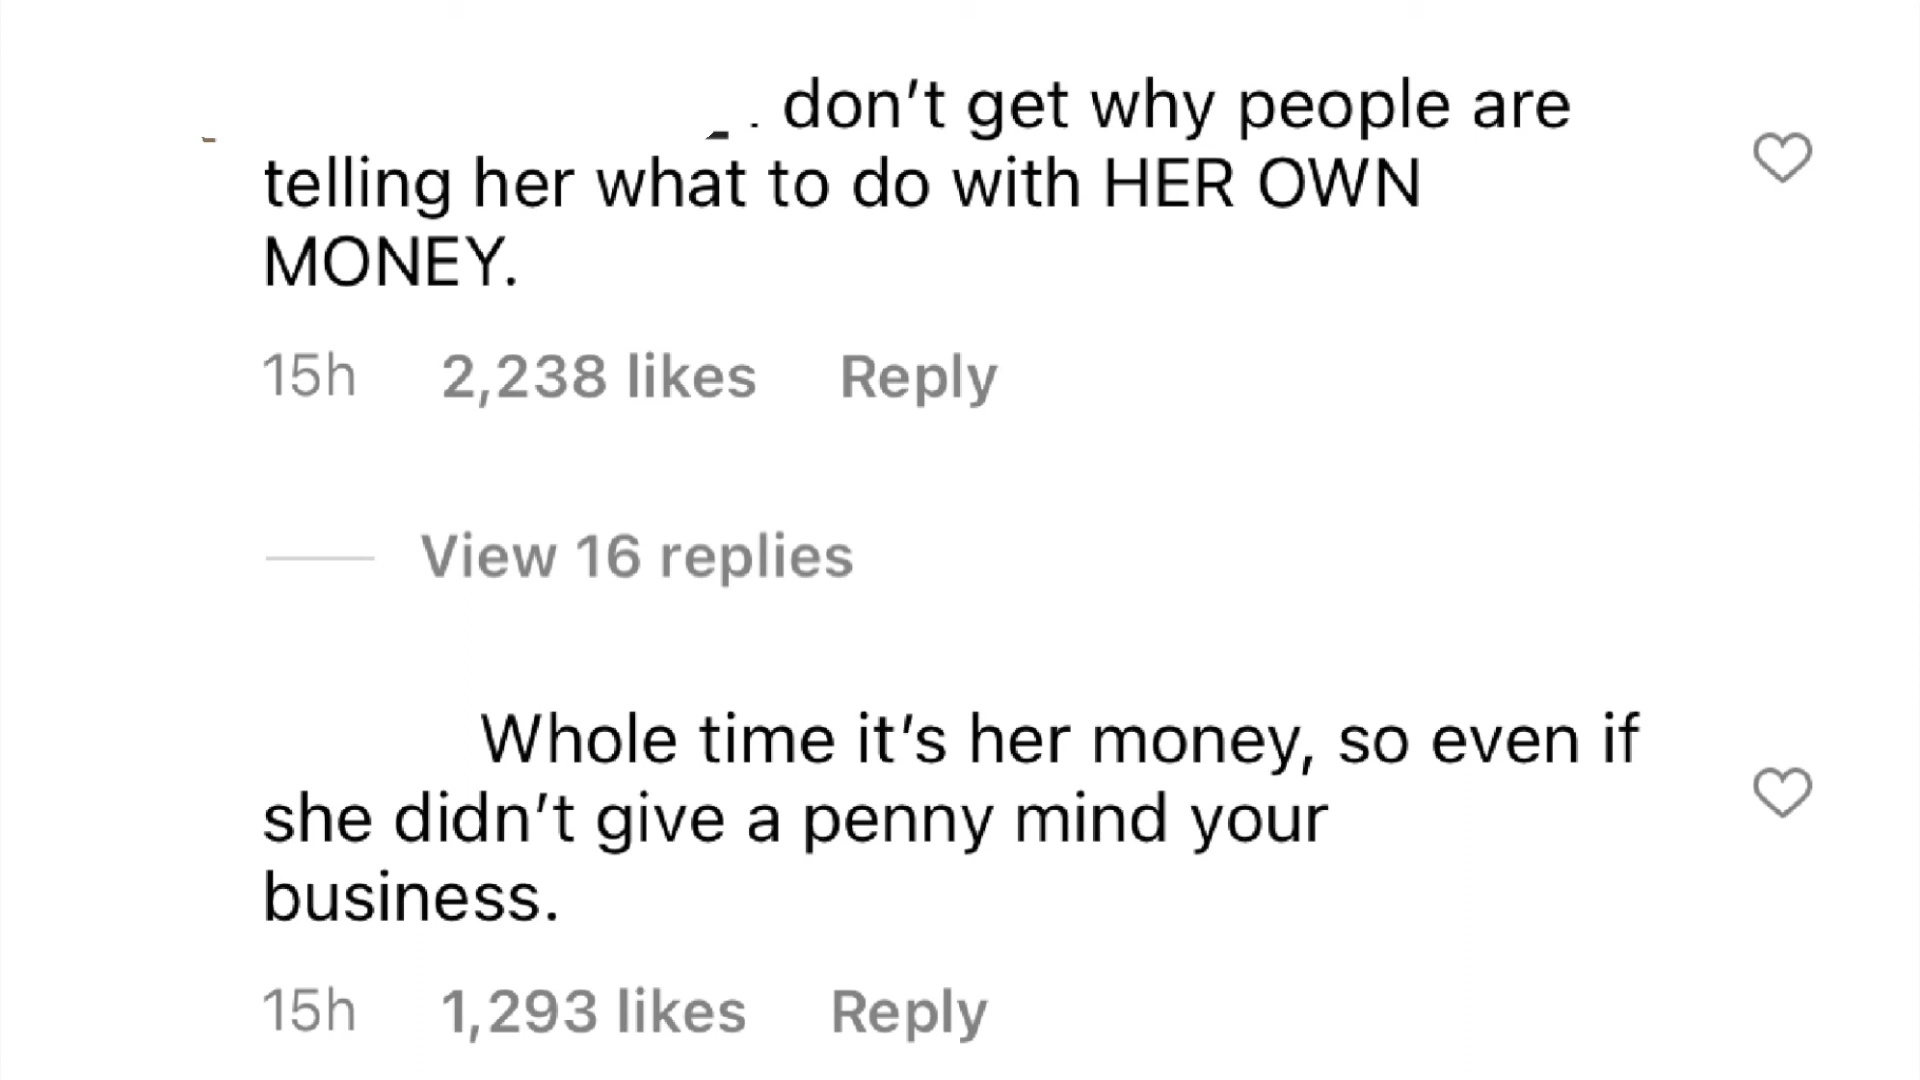 don't get why people are
telling her what to do with HER OWN
MONEY.
15h 2,238 likes Reply
View 16 replies
Whole time it's her money, so even if
she didn't give a penny mind your
business.
15h 1,293 likes Reply